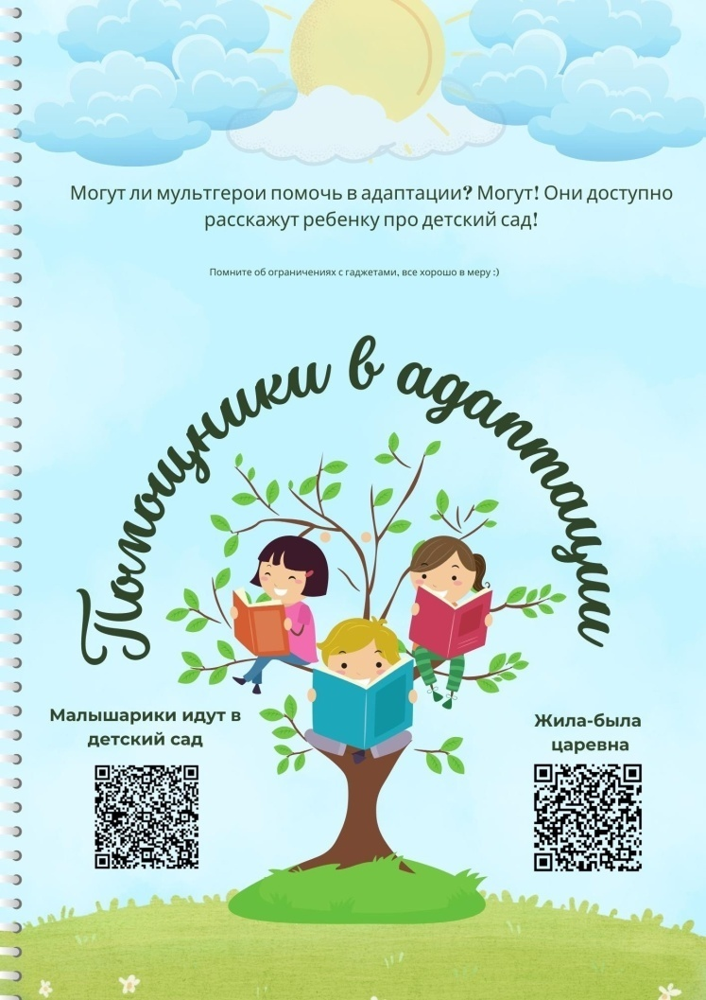 Могут ли мультгерои помочь в адаптации? Могут! Они доступно
расскажут ребенку про детский сад!
Помните об ограничениях с гаджетами, все хорошо в меру :)
Помощники в адаптации
Малышарики идут в
детский сад
Жила-была
царевна